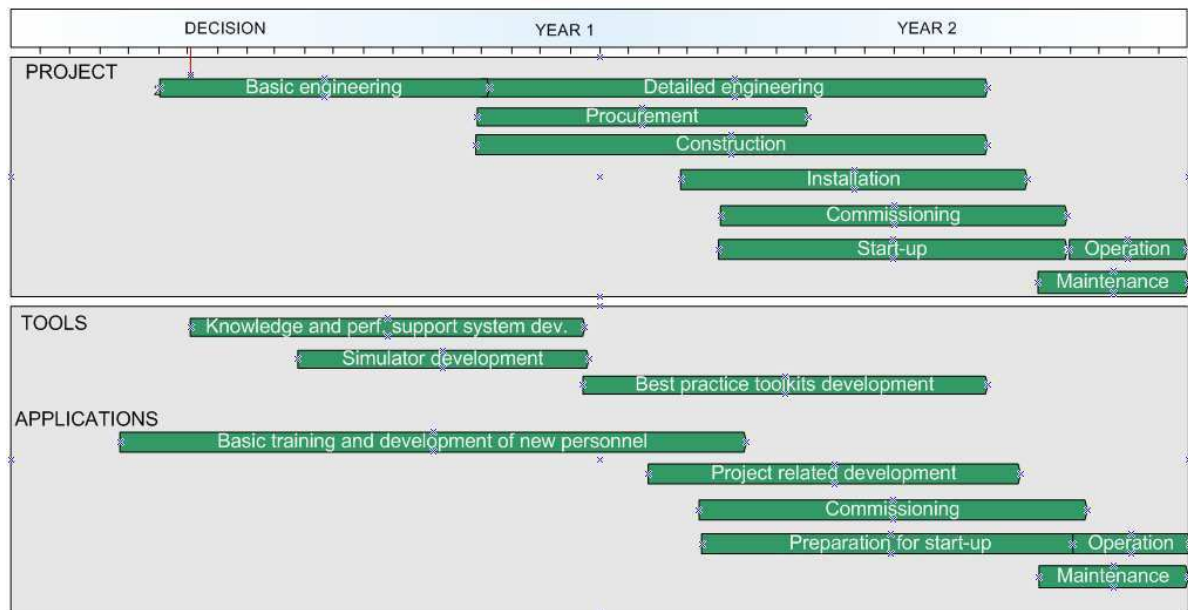 DECISION YEAR 1 YEAR 2
PROJECT
Basic engineering Detailed engineering
Procurement
Construction
Installation
Commissioning
Start-up Operation
Maintenance
TOOLS
Knowledge and perf. support system dev.
Simulator development
Best practice toolkits development
APPLICATIONS
Basic training and development of new personnel
Project related development
Commissioning
Preparation for start-up Operation
Maintenance